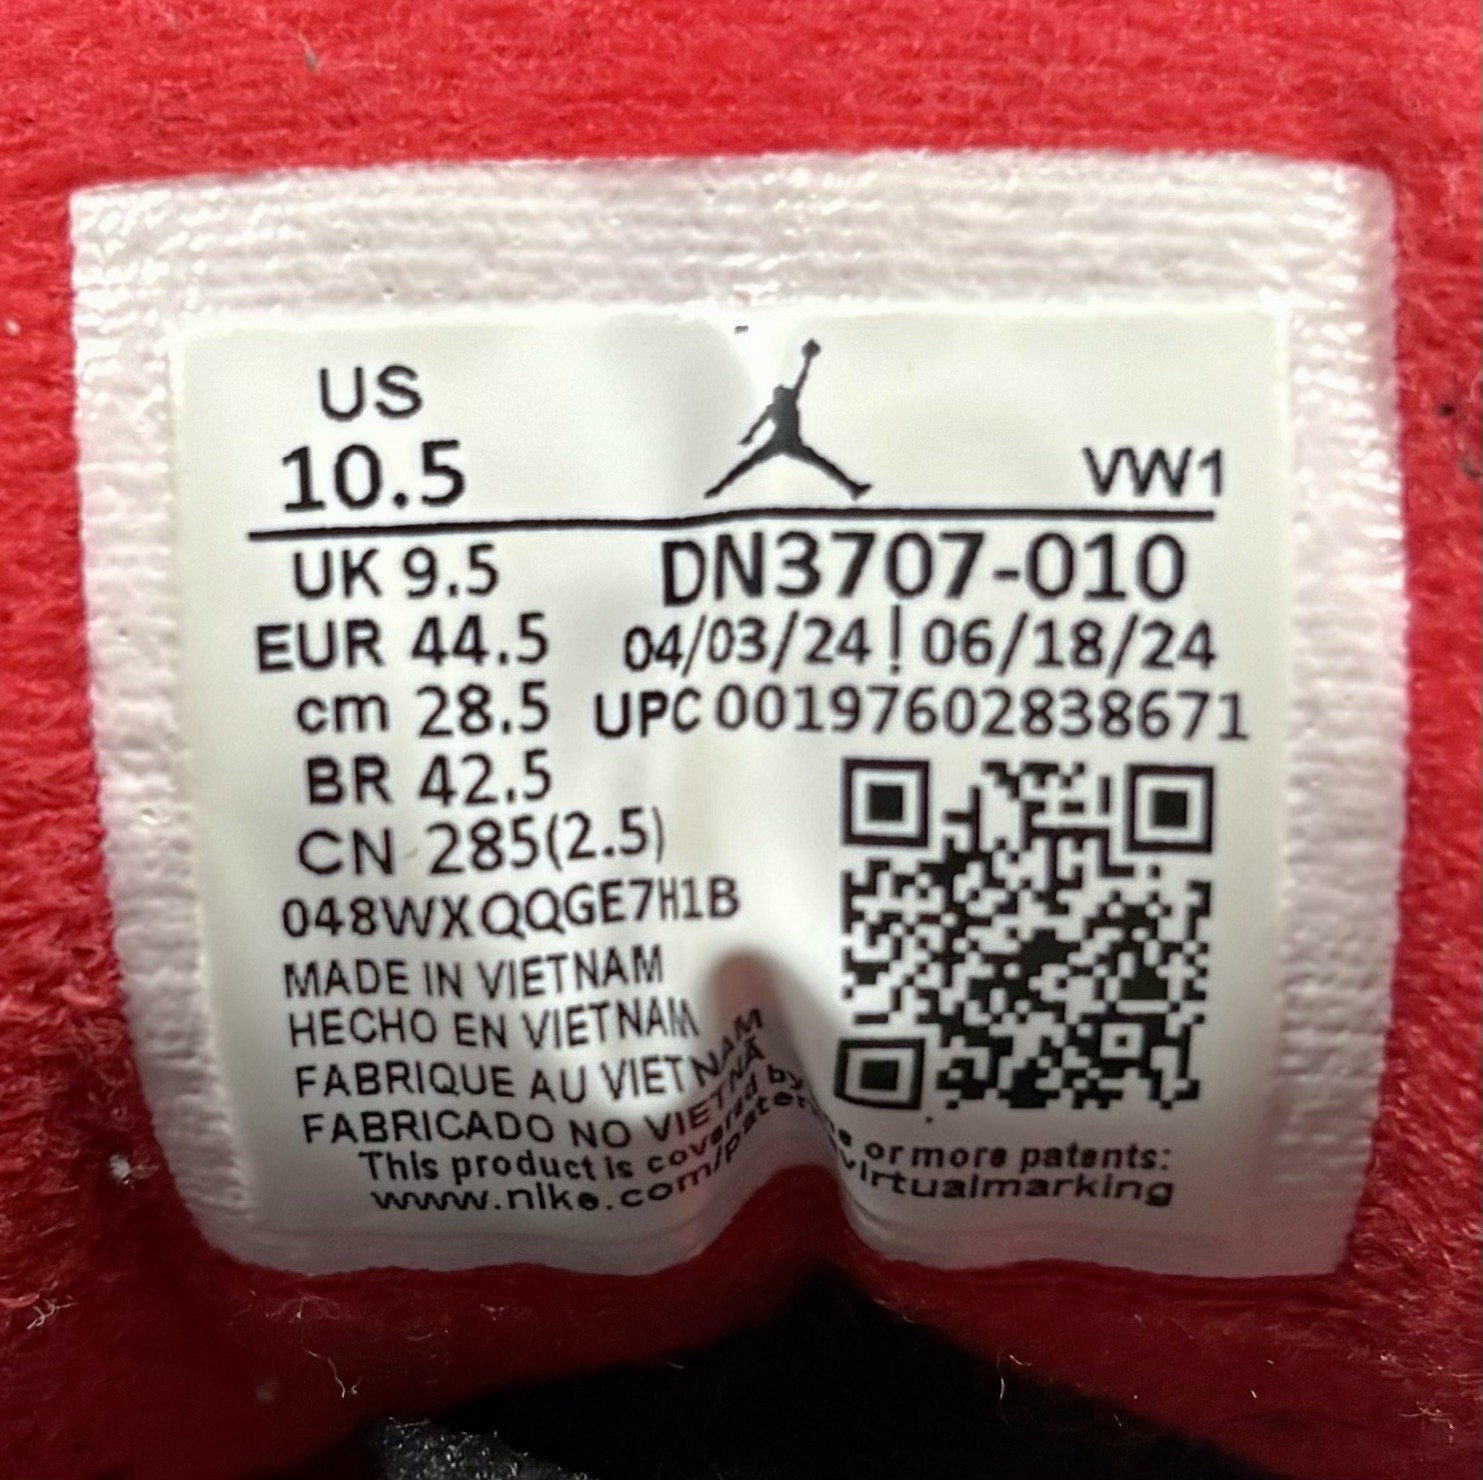 US
10.5
VW1
UK 9.5
DN3707-010
EUR 44.5
04/03/24 | 06/18/24
cm 28.5
UPC 00197602838671
BR 42.5
CN 285(2.5)
048WXQQGE7H1B
MADE IN VIETNAM
HECHO EN VIETNAM
FABRIQUE AU VIETNAM
FABRICADO NO VIETNÃ
This product is covered by or more patents:
www.nike.com/ virtualmarking